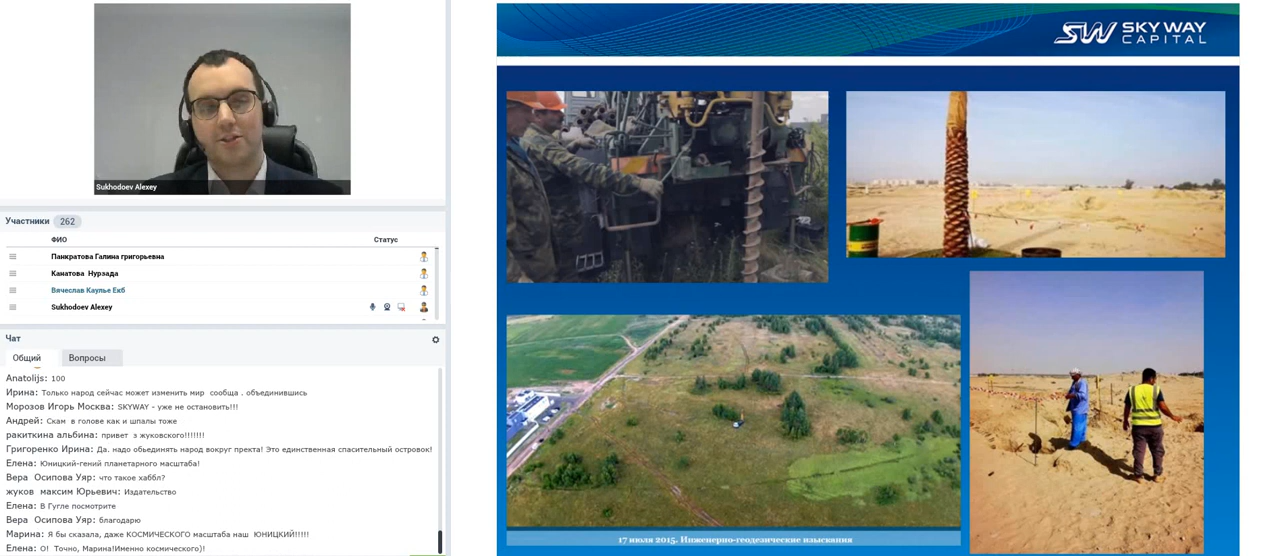 Sukhodoev Alexey
Участники 262
ФИО Статус
Панкратова Галина григорьевна
Канатова Нурзада
Вячеслав Каулье Екб
Sukhodoev Alexey
Чат
Общий Вопросы
Anatolijs: 100
Ирина: Только народ сейчас может изменить мир сообща . объединившись
Морозов Игорь Москва: SKYWAY - уже не остановить!!!
Андрей: Скам в голове как и шпалы тоже
ракиткина альбина: привет з жуковского!!!!!!!
Григоренко Ирина: Да. надо обьединять народ вокруг пректа! Это единственная спасительный островок!
Елена: Юницкий-гений планетарного масштаба!
Вера Осипова Уяр: что такое хаббл?
жуков максим Юрьевич: Издательство
Елена: В Гугле посмотрите
Вера Осипова Уяр: благодарю
Марина: Я бы сказала, даже КОСМИЧЕСКОГО масштаба наш ЮНИЦКИЙ!!!!!
Елена: О! Точно, Марина!Именно космического)!
SW SKY WAY
CAPITAL
17 июля 2015. Инженерно-геодезические изыскания